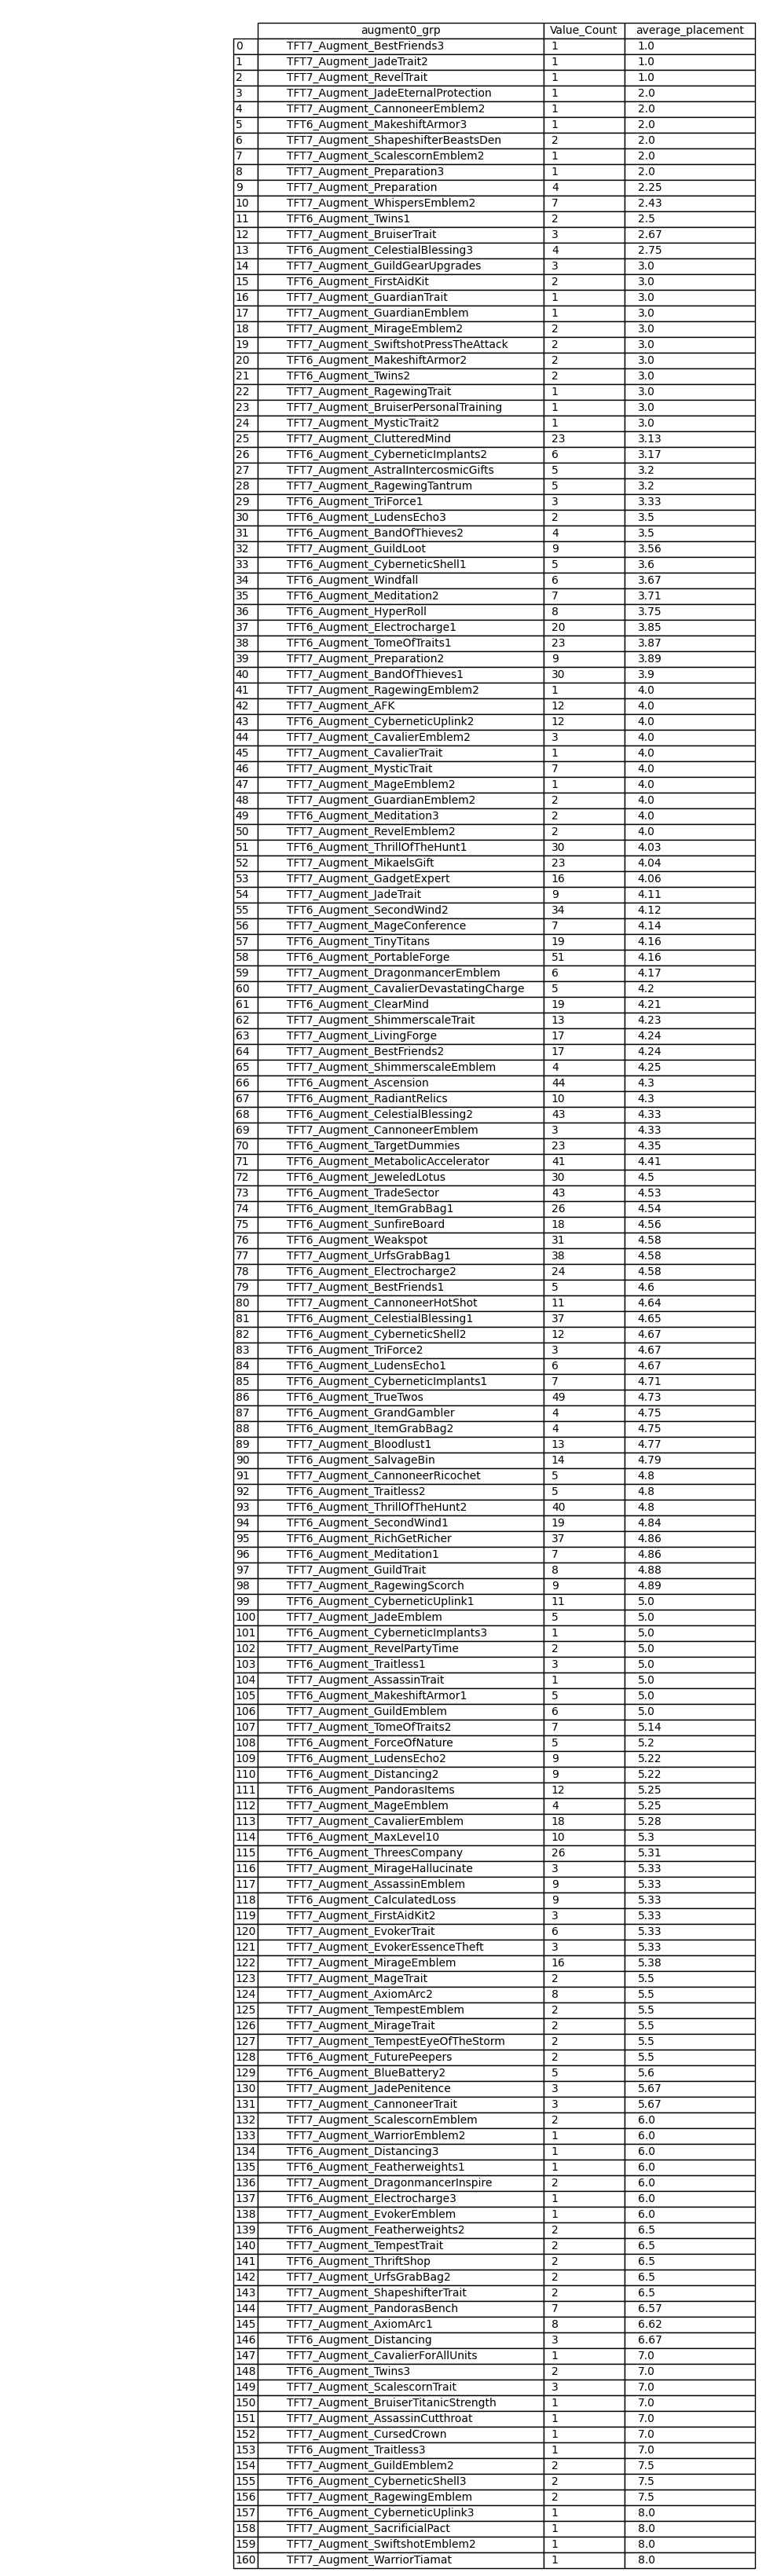 augment0_grp Value_Count average_placement
0 TFT7_Augment_BestFriends3 1 1.0
1 TFT7_Augment_JadeTrait2 1 1.0
2 TFT7_Augment_RevelTrait 1 1.0
3 TFT7_Augment_JadeEternalProtection 1 2.0
4 TFT7_Augment_CannoneerEmblem2 1 2.0
5 TFT6_Augment_MakeshiftArmor3 1 2.0
6 TFT7_Augment_ShapeshifterBeastsDen 2 2.0
7 TFT7_Augment_ScalescornEmblem2 1 2.0
8 TFT7_Augment_Preparation3 1 2.0
9 TFT7_Augment_Preparation 4 2.25
10 TFT7_Augment_WhispersEmblem2 7 2.43
11 TFT6_Augment_Twins1 2 2.5
12 TFT7_Augment_BruiserTrait 3 2.67
13 TFT6_Augment_CelestialBlessing3 4 2.75
14 TFT7_Augment_GuildGearUpgrades 3 3.0
15 TFT6_Augment_FirstAidKit 2 3.0
16 TFT7_Augment_GuardianTrait 1 3.0
17 TFT7_Augment_GuardianEmblem 1 3.0
18 TFT7_Augment_MirageEmblem2 2 3.0
19 TFT7_Augment_SwiftshotPressTheAttack 2 3.0
20 TFT6_Augment_MakeshiftArmor2 2 3.0
21 TFT6_Augment_Twins2 2 3.0
22 TFT7_Augment_RagewingTrait 1 3.0
23 TFT7_Augment_BruiserPersonalTraining 1 3.0
24 TFT7_Augment_MysticTrait2 1 3.0
25 TFT7_Augment_ClutteredMind 23 3.13
26 TFT6_Augment_CyberneticImplants2 6 3.17
27 TFT7_Augment_AstralIntercosmicGifts 5 3.2
28 TFT7_Augment_RagewingTantrum 5 3.2
29 TFT6_Augment_TriForce1 3 3.33
30 TFT6_Augment_LudensEcho3 2 3.5
31 TFT6_Augment_BandOfThieves2 4 3.5
32 TFT7_Augment_GuildLoot 9 3.56
33 TFT6_Augment_CyberneticShell1 5 3.6
34 TFT6_Augment_Windfall 6 3.67
35 TFT6_Augment_Meditation2 7 3.71
36 TFT6_Augment_HyperRoll 8 3.75
37 TFT6_Augment_Electrocharge1 20 3.85
38 TFT6_Augment_TomeOfTraits1 23 3.87
39 TFT7_Augment_Preparation2 9 3.89
40 TFT6_Augment_BandOfThieves1 30 3.9
41 TFT7_Augment_RagewingEmblem2 1 4.0
42 TFT7_Augment_AFK 12 4.0
43 TFT6_Augment_CyberneticUplink2 12 4.0
44 TFT7_Augment_CavalierEmblem2 3 4.0
45 TFT7_Augment_CavalierTrait 1 4.0
46 TFT7_Augment_MysticTrait 7 4.0
47 TFT7_Augment_MageEmblem2 1 4.0
48 TFT7_Augment_GuardianEmblem2 2 4.0
49 TFT6_Augment_Meditation3 2 4.0
50 TFT7_Augment_RevelEmblem2 2 4.0
51 TFT6_Augment_ThrillOfTheHunt1 30 4.03
52 TFT7_Augment_MikaelsGift 23 4.04
53 TFT7_Augment_GadgetExpert 16 4.06
54 TFT7_Augment_JadeTrait 9 4.11
55 TFT6_Augment_SecondWind2 34 4.12
56 TFT7_Augment_MageConference 7 4.14
57 TFT6_Augment_TinyTitans 19 4.16
58 TFT6_Augment_PortableForge 51 4.16
59 TFT7_Augment_DragonmancerEmblem 6 4.17
60 TFT7_Augment_CavalierDevastatingCharge 5 4.2
61 TFT6_Augment_ClearMind 19 4.21
62 TFT7_Augment_ShimmerscaleTrait 13 4.23
63 TFT7_Augment_LivingForge 17 4.24
64 TFT7_Augment_BestFriends2 17 4.24
65 TFT7_Augment_ShimmerscaleEmblem 4 4.25
66 TFT6_Augment_Ascension 44 4.3
67 TFT6_Augment_RadiantRelics 10 4.3
68 TFT6_Augment_CelestialBlessing2 43 4.33
69 TFT7_Augment_CannoneerEmblem 3 4.33
70 TFT6_Augment_TargetDummies 23 4.35
71 TFT6_Augment_MetabolicAccelerator 41 4.41
72 TFT6_Augment_JeweledLotus 30 4.5
73 TFT6_Augment_TradeSector 43 4.53
74 TFT6_Augment_ItemGrabBag1 26 4.54
75 TFT6_Augment_SunfireBoard 18 4.56
76 TFT6_Augment_Weakspot 31 4.58
77 TFT7_Augment_UrfsGrabBag1 38 4.58
78 TFT6_Augment_Electrocharge2 24 4.58
79 TFT7_Augment_BestFriends1 5 4.6
80 TFT7_Augment_CannoneerHotShot 11 4.64
81 TFT6_Augment_CelestialBlessing1 37 4.65
82 TFT6_Augment_CyberneticShell2 12 4.67
83 TFT6_Augment_TriForce2 3 4.67
84 TFT6_Augment_LudensEcho1 6 4.67
85 TFT6_Augment_CyberneticImplants1 7 4.71
86 TFT6_Augment_TrueTwos 49 4.73
87 TFT6_Augment_GrandGambler 4 4.75
88 TFT6_Augment_ItemGrabBag2 4 4.75
89 TFT7_Augment_Bloodlust1 13 4.77
90 TFT6_Augment_SalvageBin 14 4.79
91 TFT7_Augment_CannoneerRicochet 5 4.8
92 TFT6_Augment_Traitless2 5 4.8
93 TFT6_Augment_ThrillOfTheHunt2 40 4.8
94 TFT6_Augment_SecondWind1 19 4.84
95 TFT6_Augment_RichGetRicher 37 4.86
96 TFT6_Augment_Meditation1 7 4.86
97 TFT7_Augment_GuildTrait 8 4.88
98 TFT7_Augment_RagewingScorch 9 4.89
99 TFT6_Augment_CyberneticUplink1 11 5.0
100 TFT7_Augment_JadeEmblem 5 5.0
101 TFT6_Augment_CyberneticImplants3 1 5.0
102 TFT7_Augment_RevelPartyTime 2 5.0
103 TFT6_Augment_Traitless1 3 5.0
104 TFT7_Augment_AssassinTrait 1 5.0
105 TFT6_Augment_MakeshiftArmor1 5 5.0
106 TFT7_Augment_GuildEmblem 6 5.0
107 TFT7_Augment_TomeOfTraits2 7 5.14
108 TFT6_Augment_ForceOfNature 5 5.2
109 TFT6_Augment_LudensEcho2 9 5.22
110 TFT6_Augment_Distancing2 9 5.22
111 TFT6_Augment_PandorasItems 12 5.25
112 TFT7_Augment_MageEmblem 4 5.25
113 TFT7_Augment_CavalierEmblem 18 5.28
114 TFT6_Augment_MaxLevel10 10 5.3
115 TFT6_Augment_ThreesCompany 26 5.31
116 TFT7_Augment_MirageHallucinate 3 5.33
117 TFT7_Augment_AssassinEmblem 9 5.33
118 TFT6_Augment_CalculatedLoss 9 5.33
119 TFT7_Augment_FirstAidKit2 3 5.33
120 TFT7_Augment_EvokerTrait 6 5.33
121 TFT7_Augment_EvokerEssenceTheft 3 5.33
122 TFT7_Augment_MirageEmblem 16 5.38
123 TFT7_Augment_MageTrait 2 5.5
124 TFT7_Augment_AxiomArc2 8 5.5
125 TFT7_Augment_TempestEmblem 2 5.5
126 TFT7_Augment_MirageTrait 2 5.5
127 TFT7_Augment_TempestEyeOfTheStorm 2 5.5
128 TFT6_Augment_FuturePeepers 2 5.5
129 TFT6_Augment_BlueBattery2 5 5.6
130 TFT7_Augment_JadePenitence 3 5.67
131 TFT7_Augment_CannoneerTrait 3 5.67
132 TFT7_Augment_ScalescornEmblem 2 6.0
133 TFT7_Augment_WarriorEmblem2 1 6.0
134 TFT6_Augment_Distancing3 1 6.0
135 TFT6_Augment_Featherweights1 1 6.0
136 TFT7_Augment_DragonmancerInspire 2 6.0
137 TFT6_Augment_Electrocharge3 1 6.0
138 TFT7_Augment_EvokerEmblem 1 6.0
139 TFT6_Augment_Featherweights2 2 6.5
140 TFT7_Augment_TempestTrait 2 6.5
141 TFT6_Augment_ThriftShop 2 6.5
142 TFT7_Augment_UrfsGrabBag2 2 6.5
143 TFT7_Augment_ShapeshifterTrait 2 6.5
144 TFT7_Augment_PandorasBench 7 6.57
145 TFT7_Augment_AxiomArc1 8 6.62
146 TFT6_Augment_Distancing 3 6.67
147 TFT7_Augment_CavalierForAllUnits 1 7.0
148 TFT6_Augment_Twins3 2 7.0
149 TFT7_Augment_ScalescornTrait 3 7.0
150 TFT7_Augment_BruiserTitanicStrength 1 7.0
151 TFT7_Augment_AssassinCutthroat 1 7.0
152 TFT7_Augment_CursedCrown 1 7.0
153 TFT6_Augment_Traitless3 1 7.0
154 TFT7_Augment_GuildEmblem2 2 7.5
155 TFT6_Augment_CyberneticShell3 2 7.5
156 TFT7_Augment_RagewingEmblem 2 7.5
157 TFT6_Augment_CyberneticUplink3 1 8.0
158 TFT7_Augment_SacrificialPact 1 8.0
159 TFT7_Augment_SwiftshotEmblem2 1 8.0
160 TFT7_Augment_WarriorTiamat 1 8.0